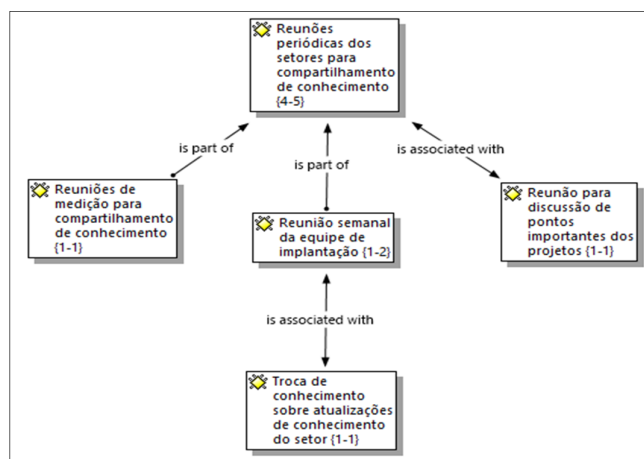 Reuniões
periódicas dos
setores para
compartilhamento
de conhecimento
{4-5}
is part of
is part of
is associated with
Reuniões de
medição para
compartilhamento
de conhecimento
{1-1}
Reunião semanal
da equipe de
implantação {1-2}
Reunão para
discussão de
pontos
importantes dos
projetos {1-1}
is associated with
Troca de
conhecimento
sobre atualizações
de conhecimento
do setor {1-1}